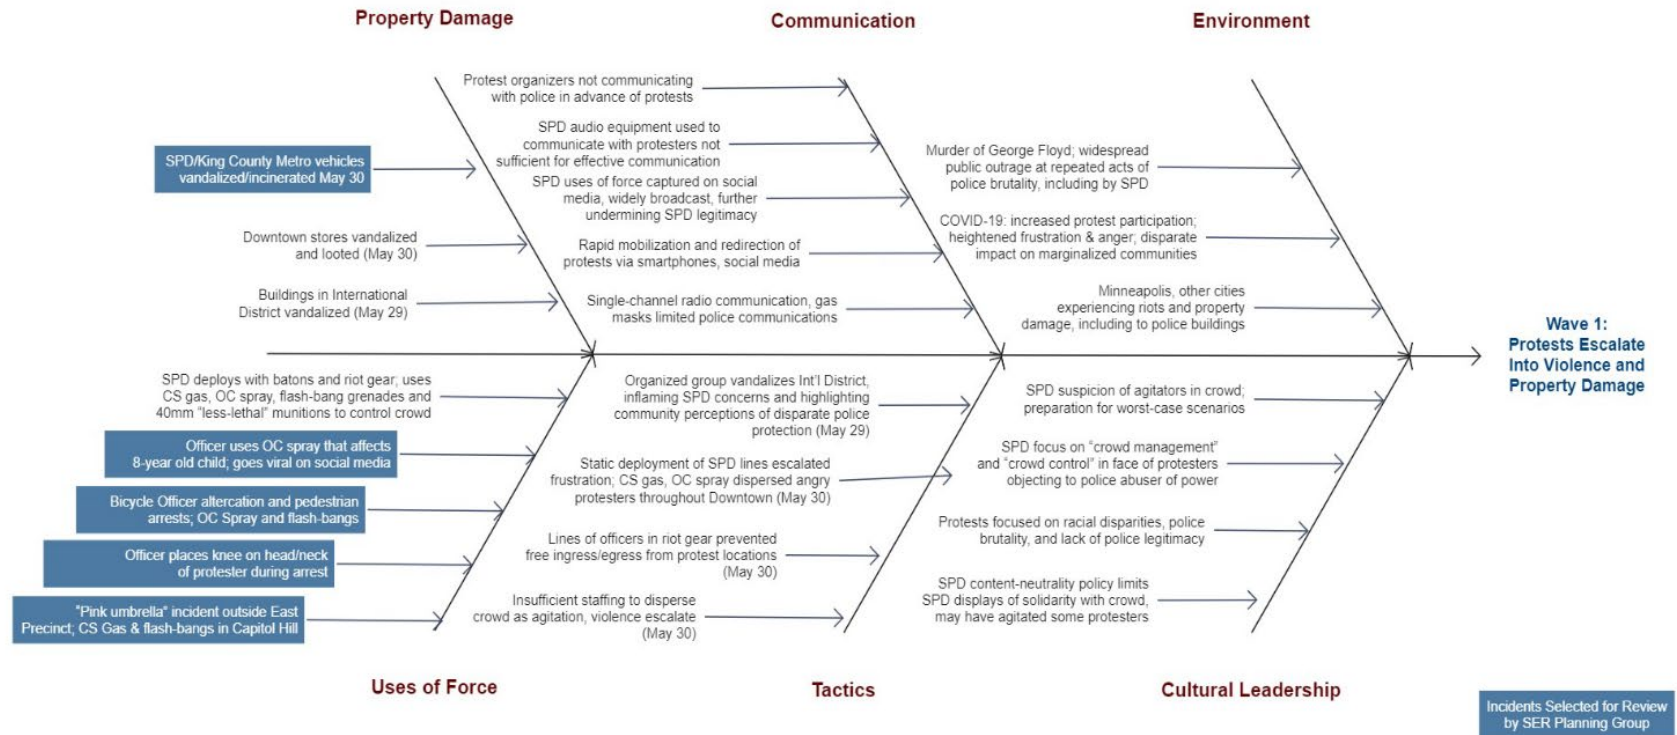 Property Damage
Communication
Environment
SPD/King County Metro vehicles
vandalized/incinerated May 30
Downtown stores vandalized
and looted (May 30)
Buildings in International
District vandalized (May 29)
Protest organizers not communicating
with police in advance of protests
SPD audio equipment used to
communicate with protesters not
sufficient for effective communication
SPD uses of force captured on social
media, widely broadcast, further
undermining SPD legitimacy
Rapid mobilization and redirection of
protests via smartphones, social media
Single-channel radio communication, gas
masks limited police communications
Murder of George Floyd; widespread
public outrage at repeated acts of
police brutality, including by SPD
COVID-19: increased protest participation;
heightened frustration & anger; disparate
impact on marginalized communities
Minneapolis, other cities
experiencing riots and property
damage, including to police buildings
Wave 1:
Protests Escalate
Into Violence and
Property Damage
SPD deploys with batons and riot gear; uses
CS gas, OC spray, flash-bang grenades and
40mm "less-lethal" munitions to control crowd
Officer uses OC spray that affects
8-year old child; goes viral on social media
Bicycle Officer altercation and pedestrian
arrests; OC Spray and flash-bangs
Officer places knee on head/neck
of protester during arrest
"Pink umbrella" incident outside East
Precinct; CS Gas & flash-bangs in Capitol Hill
Organized group vandalizes Int'l District,
inflaming SPD concerns and highlighting
community perceptions of disparate police
protection (May 29)
Static deployment of SPD lines escalated
frustration; CS gas, OC spray dispersed angry
protesters throughout Downtown (May 30)
Lines of officers in riot gear prevented
free ingress/egress from protest locations
(May 30)
Insufficient staffing to disperse
crowd as agitation, violence escalate
(May 30)
SPD suspicion of agitators in crowd;
preparation for worst-case scenarios
SPD focus on "crowd management"
and "crowd control" in face of protesters
objecting to police abuser of power
Protests focused on racial disparities, police
brutality, and lack of police legitimacy
SPD content-neutrality policy limits
SPD displays of solidarity with crowd,
may have agitated some protesters
Uses of Force
Tactics
Cultural Leadership
Incidents Selected for Review
by SER Planning Group